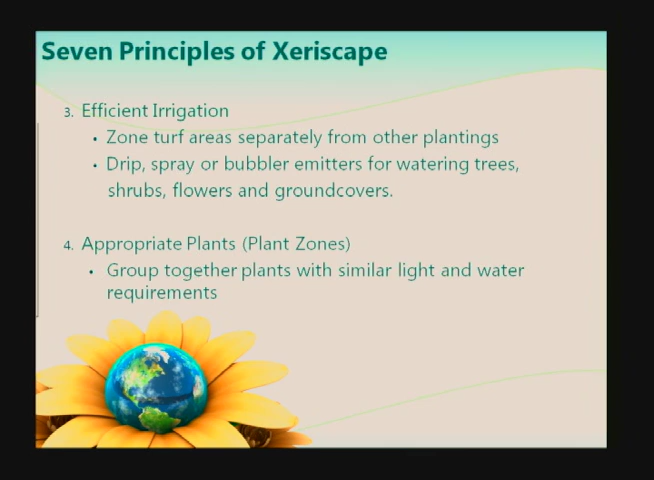 Seven Principles of Xeriscape
3. Efficient Irrigation
• Zone turf areas separately from other plantings
• Drip, spray or bubbler emitters for watering trees,
shrubs, flowers and groundcovers.
4. Appropriate Plants (Plant Zones)
• Group together plants with similar light and water
requirements